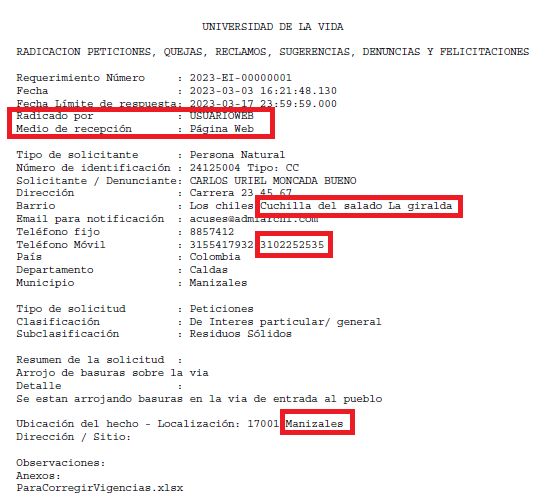 UNIVERSIDAD DE LA VIDA
RADICACION PETICIONES, QUEJAS, RECLAMOS, SUGERENCIAS, DENUNCIAS Y FELICITACIONES
Requerimiento Número : 2023-EI-00000001
Fecha : 2023-03-03 16:21:48.130
Fecha Límite de respuesta: 2023-03-17 23:59:59.000
Radicado por : USUARIOWEB
Medio de recepción : Página Web
Tipo de solicitante : Persona Natural
Número de identificación : 24125004 Tipo: CC
Solicitante / Denunciante: CARLOS URIEL MONCADA BUENO
Dirección : Carrera 23 45 67
Barrio : Los chiles Cuchilla del salado La giralda
Email para notificación : acuses@admiarchi.com
Teléfono fijo : 8857412
Teléfono Móvil : 3155417932 3102252535
País : Colombia
Departamento : Caldas
Municipio : Manizales
Tipo de solicitud : Peticiones
Clasificación : De Interes particular/ general
Subclasificación : Residuos Sólidos
Resumen de la solicitud :
Arrojo de basuras sobre la via
Detalle :
Se estan arrojando basuras en la via de entrada al pueblo
Ubicación del hecho - Localización: 17001 Manizales
Dirección / Sitio:
Observaciones:
Anexos:
ParaCorregirVigencias.xlsx